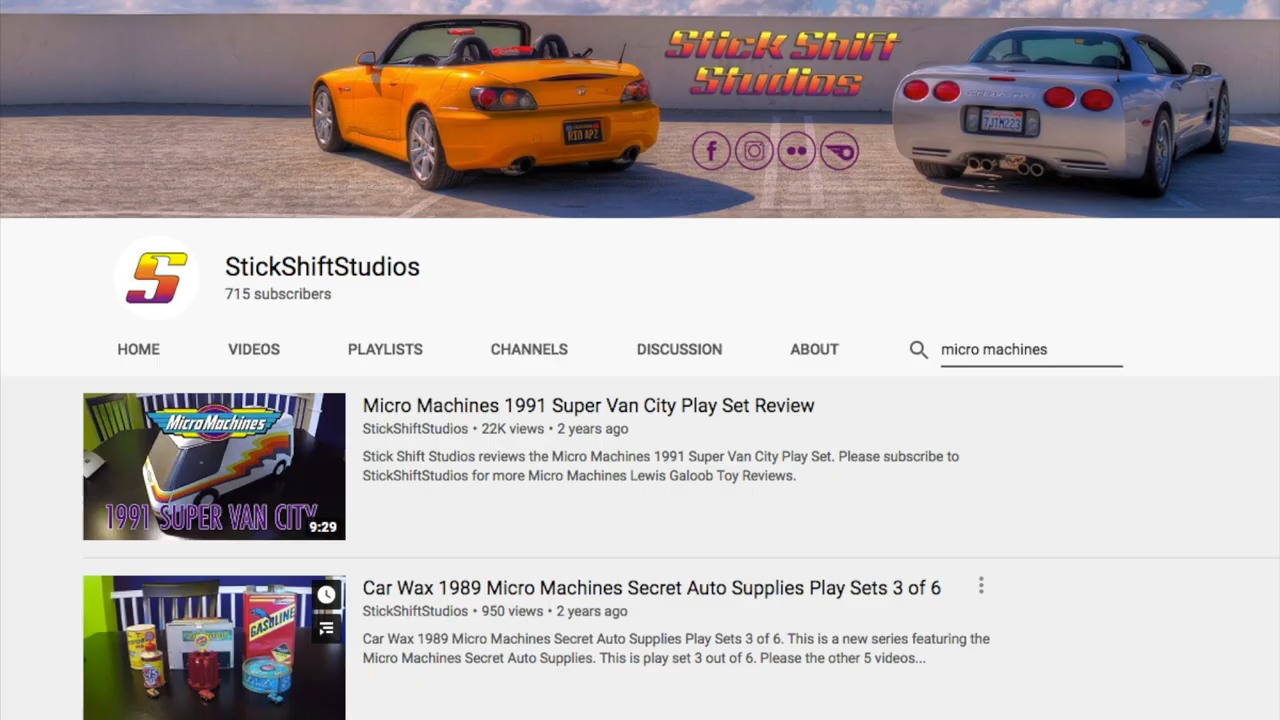 Stick Shift
Studios
RIO AP2
7JTM223
StickShiftStudios
715 subscribers
HOME VIDEOS PLAYLISTS CHANNELS DISCUSSION ABOUT micro machines
MicroMachines
1991 SUPER VAN CITY
9:29
Micro Machines 1991 Super Van City Play Set Review
StickShiftStudios • 22K views • 2 years ago
Stick Shift Studios reviews the Micro Machines 1991 Super Van City Play Set. Please subscribe to
StickShiftStudios for more Micro Machines Lewis Galoob Toy Reviews.
GASOLINE
Car Wax 1989 Micro Machines Secret Auto Supplies Play Sets 3 of 6
StickShiftStudios • 950 views • 2 years ago
Car Wax 1989 Micro Machines Secret Auto Supplies Play Sets 3 of 6. This is a new series featuring the
Micro Machines Secret Auto Supplies. This is play set 3 out of 6. Please the other 5 videos...